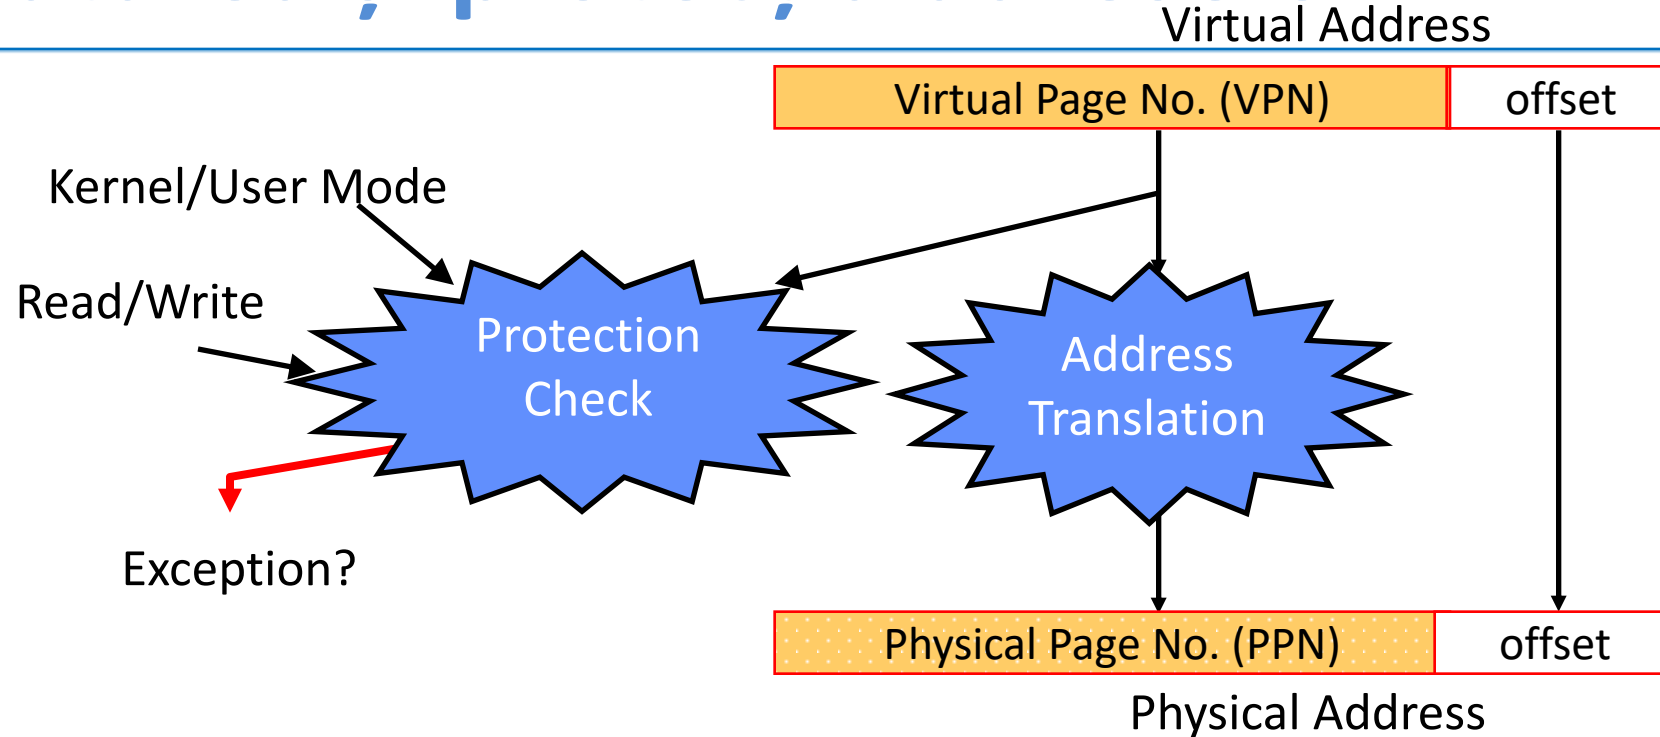 Virtual Address
Virtual Page No. (VPN)
offset
Kernel/User Mode
Read/Write
Protection
Check
Address
Translation
Exception?
Physical Page No. (PPN)
offset
Physical Address